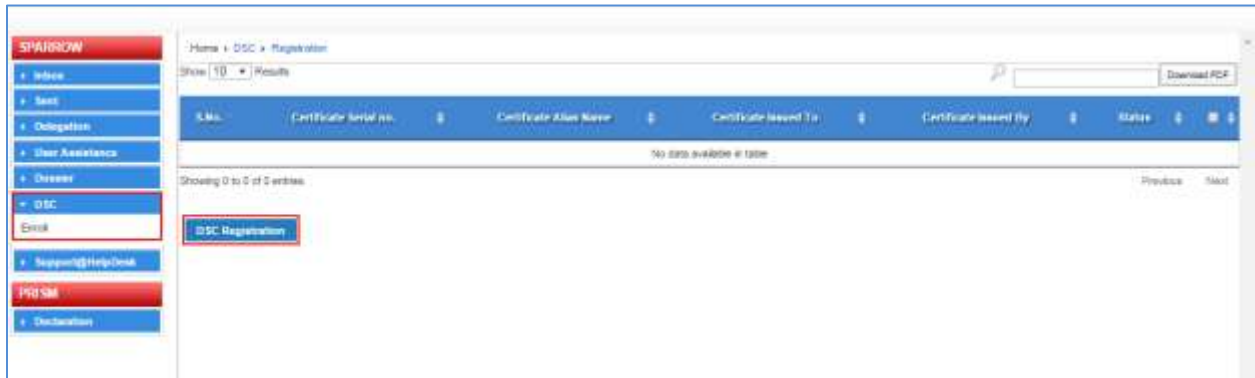 SPARROW
Inbox
Sent
Delegation
User Assistance
Dossier
DSC
Enroll
Support@HelpDesk
PRISM
Declaration
Home DSC Registration
Show 10 Results
Download PDF
S.No. Certificate Serial no. Certificate Alias Name Certificate Issued To Certificate Issued By Status
No data available in table
Showing 0 to 0 of 0 entries
Previous Next
DSC Registration